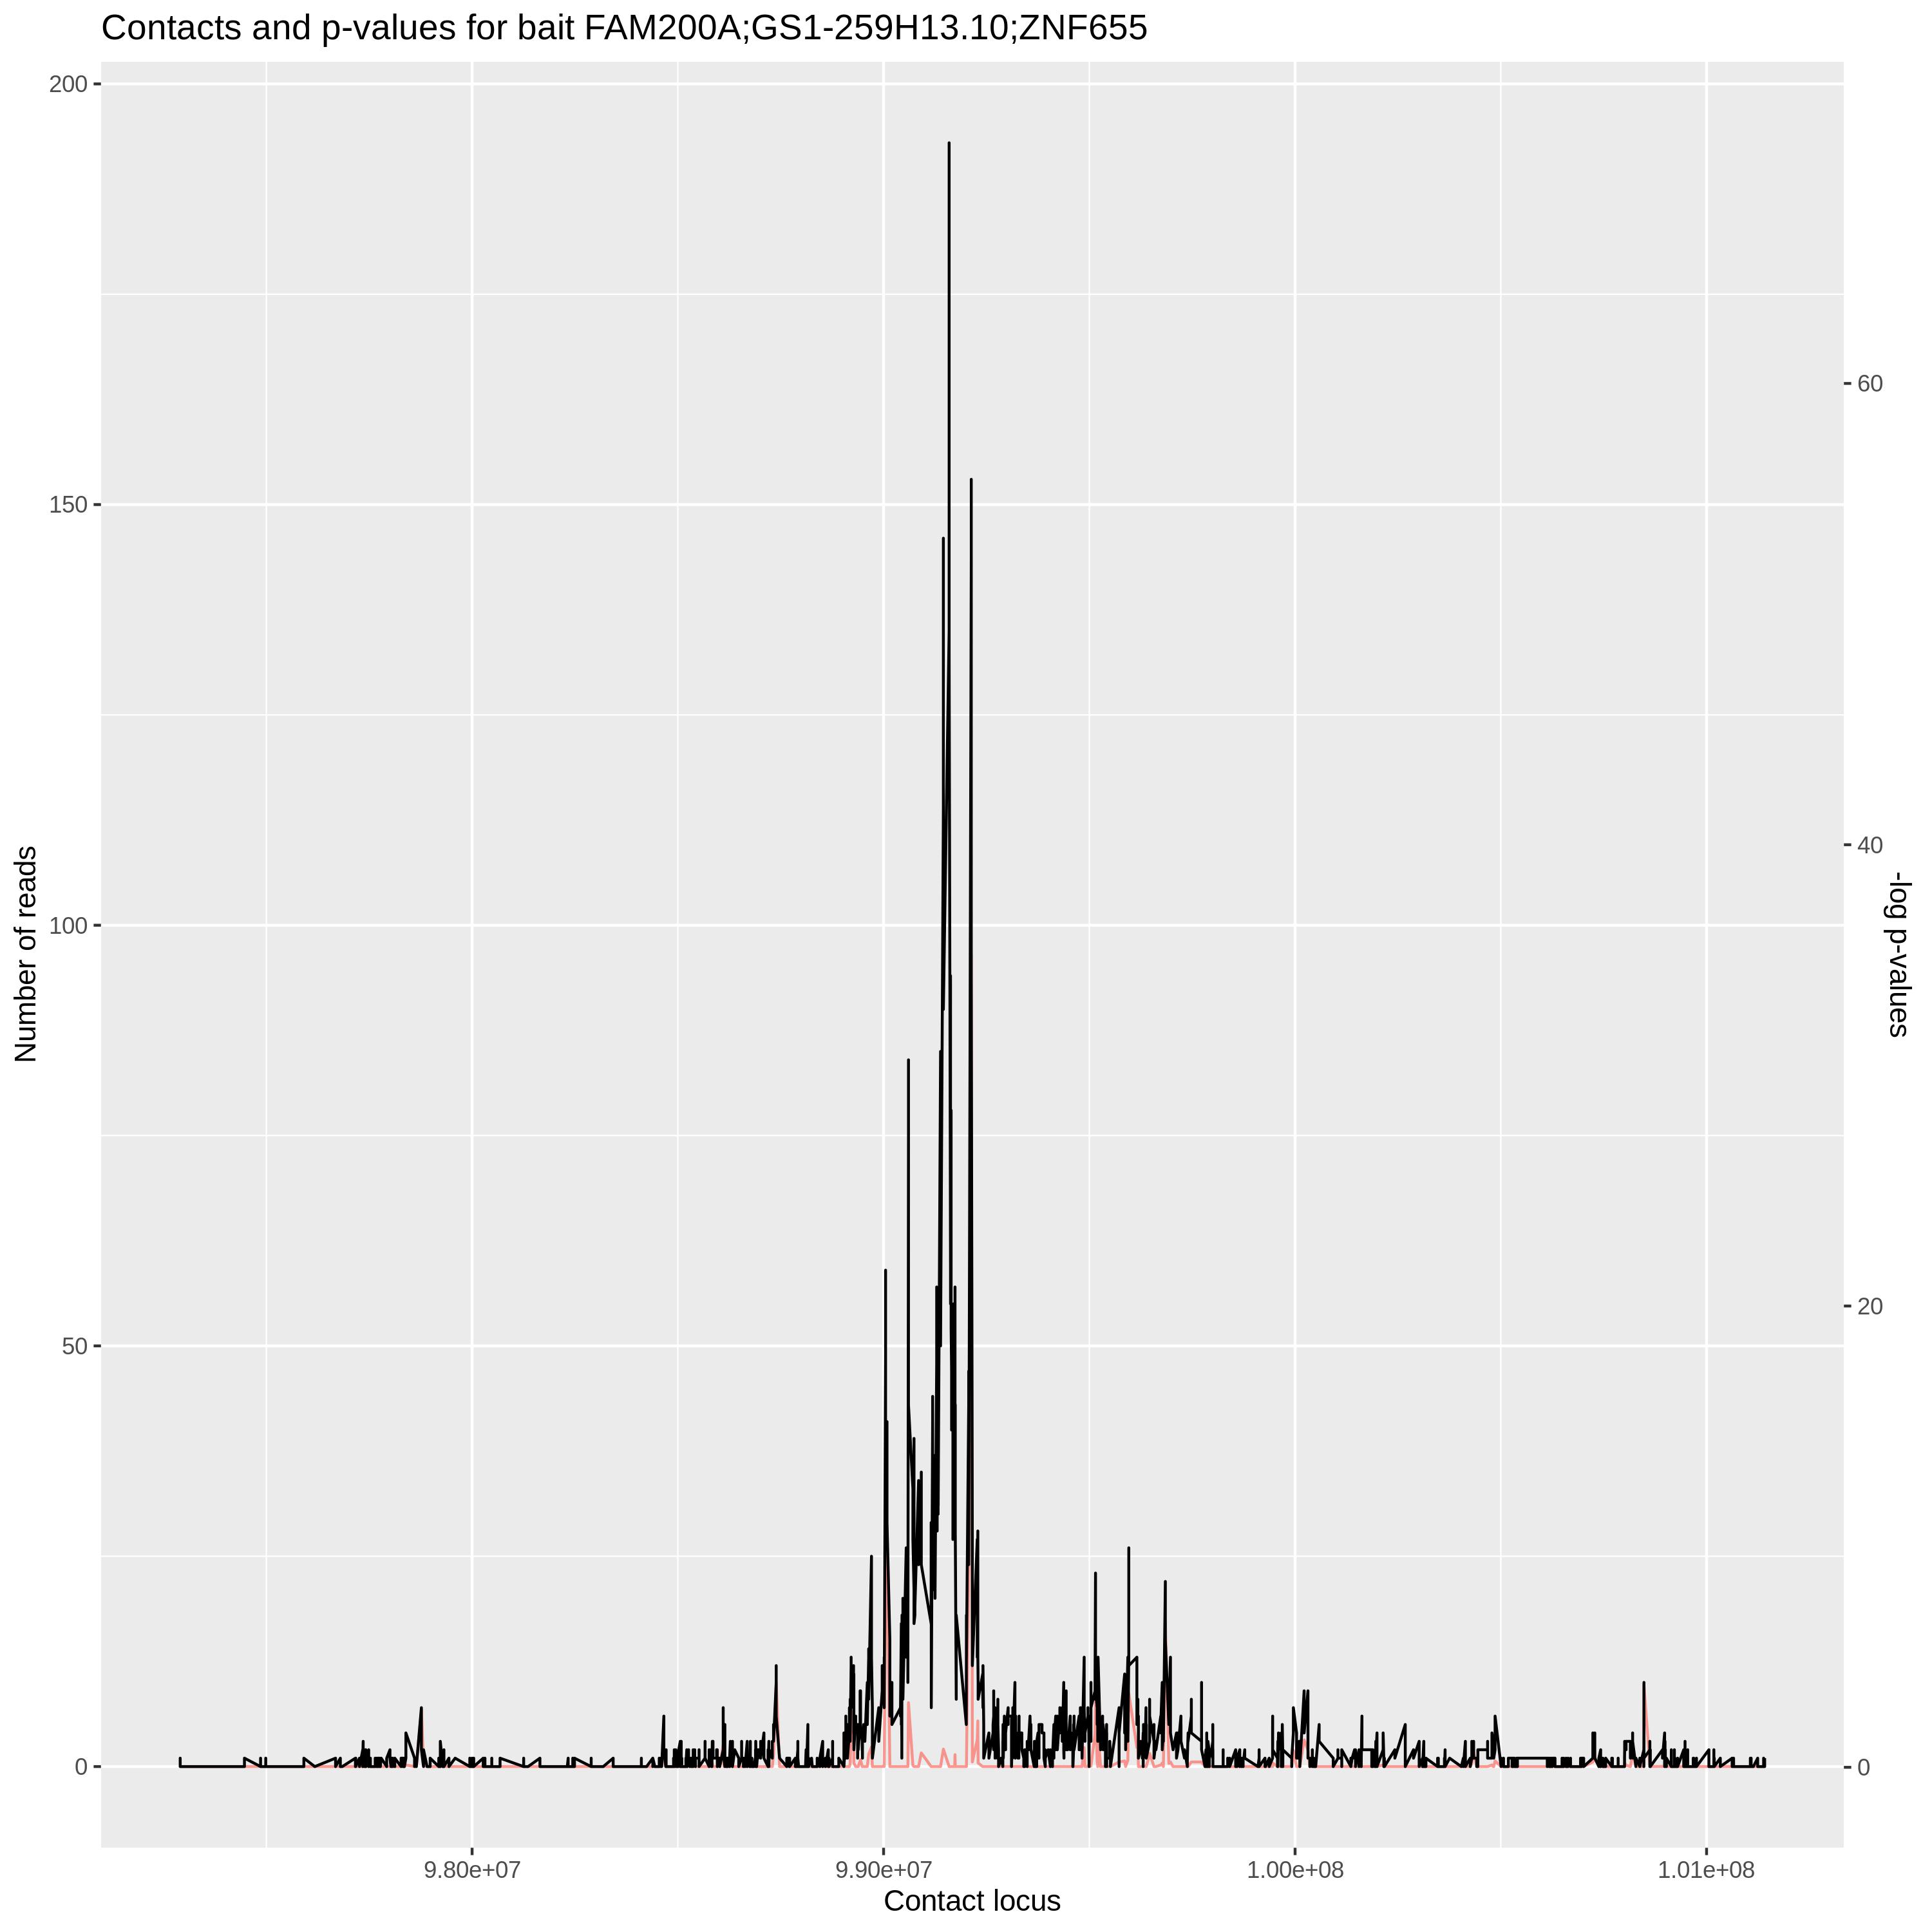 Contacts and p-values for bait FAM200A;GS1-259H13.10;ZNF655
200
150
100
50
0
Number of reads
60
40
20
0
-log p-values
9.80e+07 9.90e+07 1.00e+08 1.01e+08
Contact locus